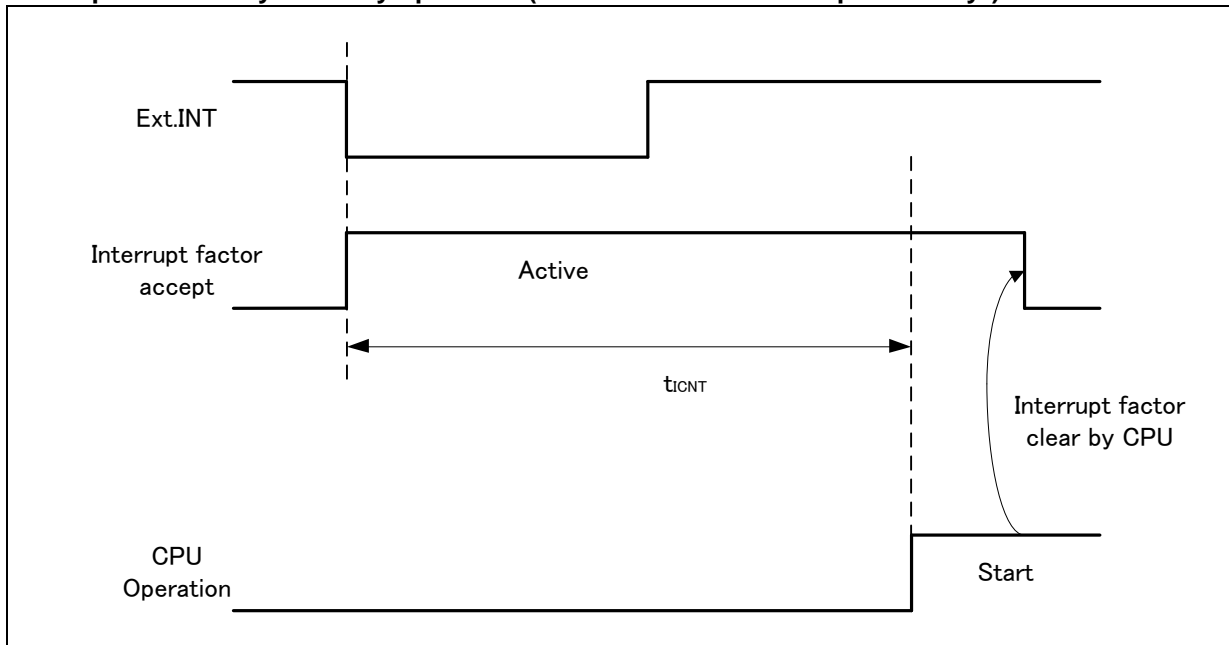 Ext.INT
Interrupt factor
accept
Active
tICNT
Interrupt factor
clear by CPU
CPU
Operation
Start